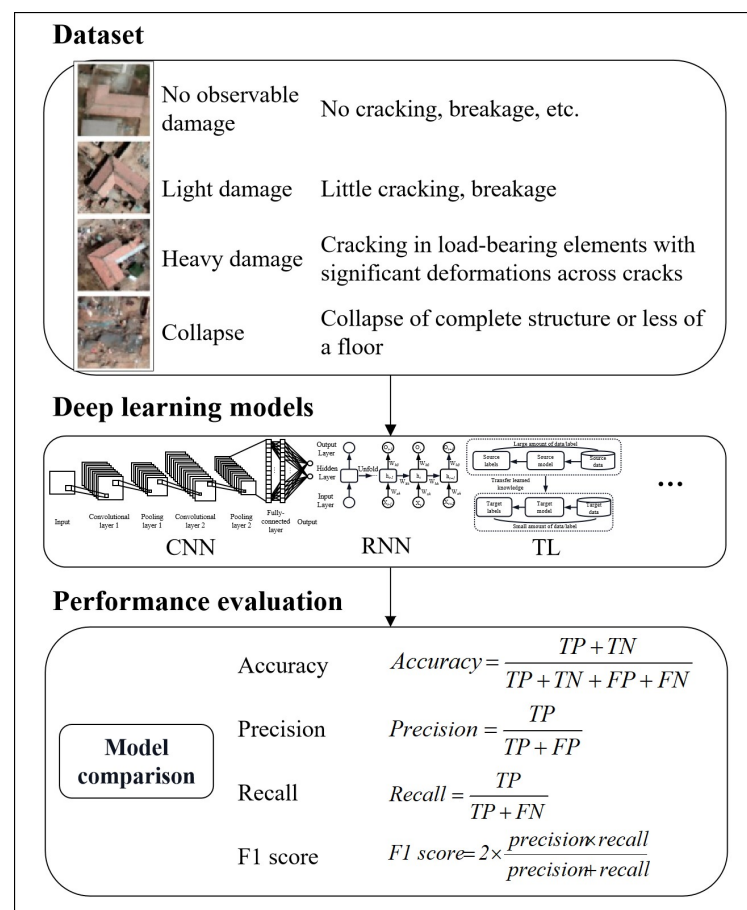 Dataset
No observable damage
No cracking, breakage, etc.
Light damage
Little cracking, breakage
Heavy damage
Cracking in load-bearing elements with
significant deformations across cracks
Collapse
Collapse of complete structure or less of
a floor
Deep learning models
Input
Convolutional layer 1
Pooling layer 1
Convolutional layer 2
Pooling layer 2
Fully-connected layer
Output
CNN
Output Layer
Hidden Layer
Input Layer
Unfold
RNN
Large amount of data/label
Source labels
Source model
Source data
Transfer learned knowledge
Target labels
Target model
Target data
Small amount of data/label
TL
...
Performance evaluation
Model comparison
Accuracy
Accuracy = TP + TN / TP + TN + FP + FN
Precision
Precision = TP / TP + FP
Recall
Recall = TP / TP + FN
F1 score
F1 score = 2 × precision × recall / precision + recall